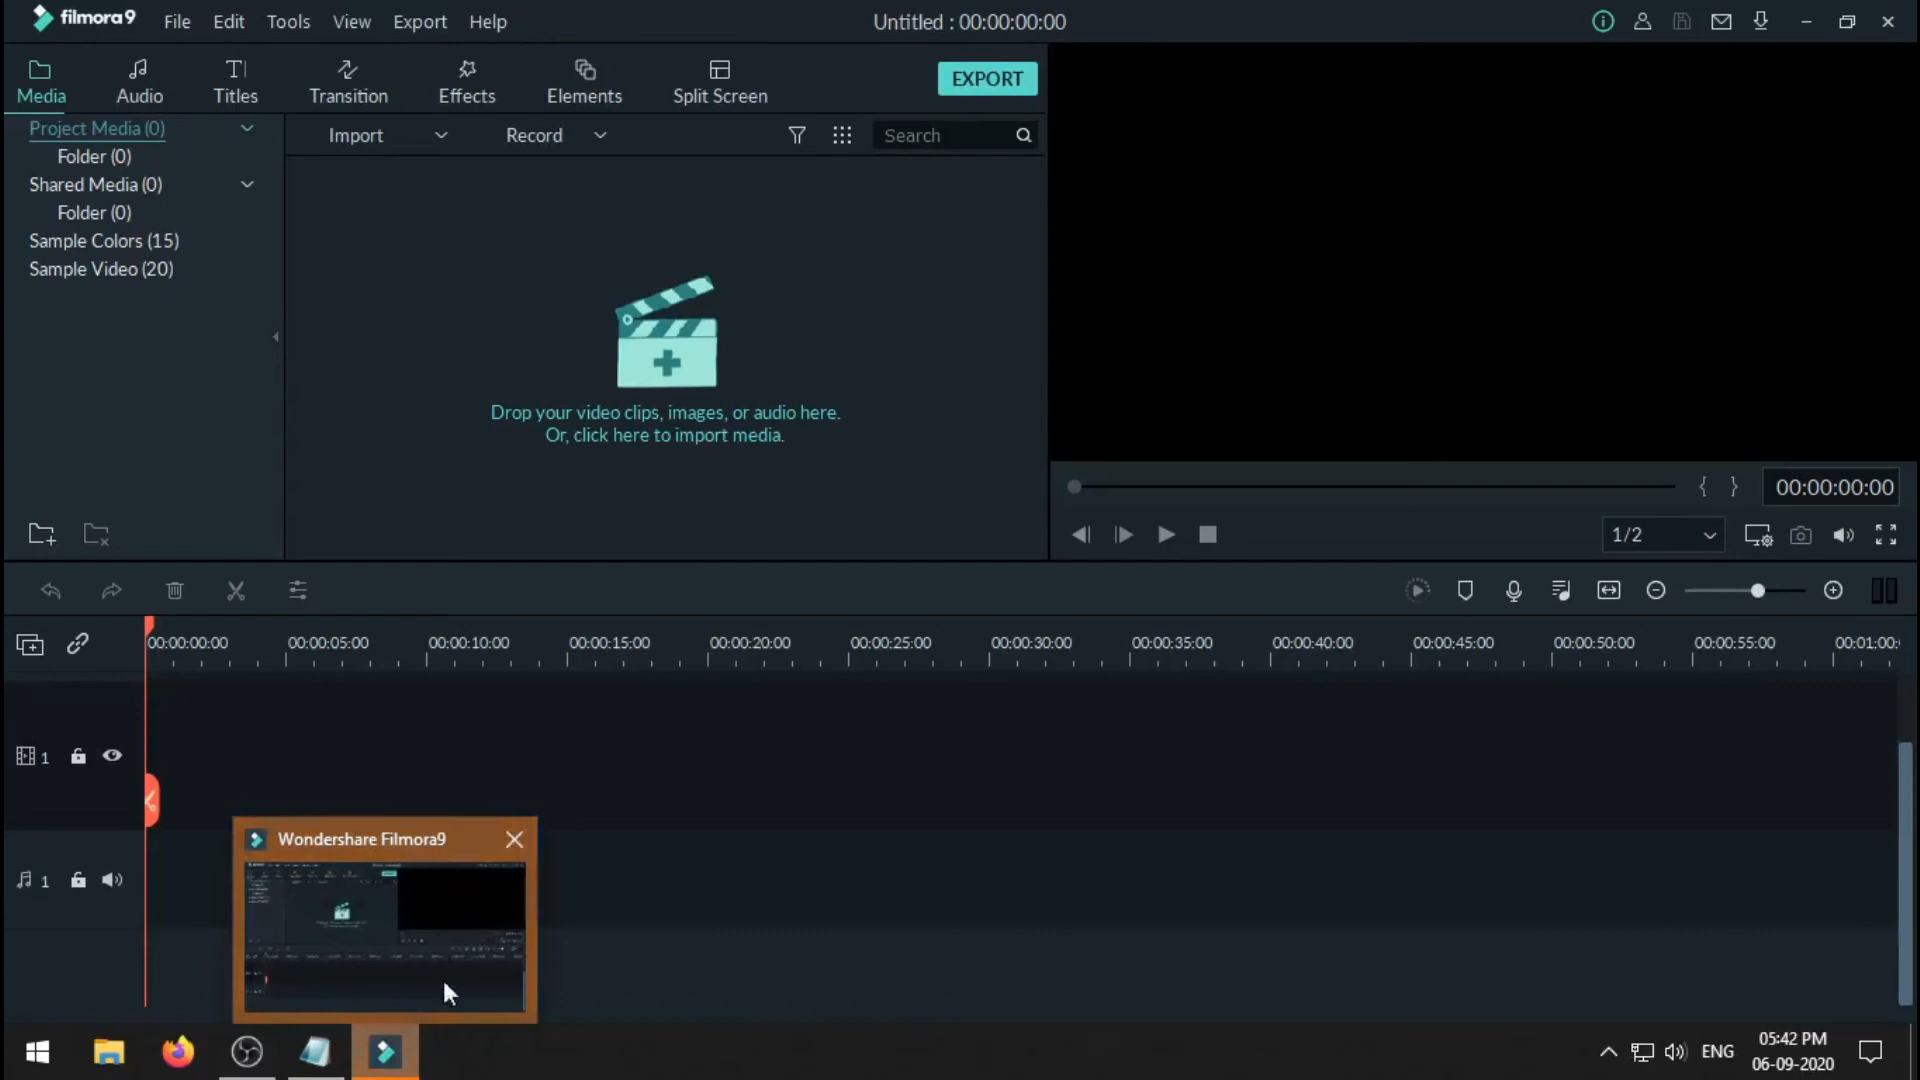 filmora9 File Edit Tools View Export Help Untitled : 00:00:00:00
Media Audio Titles Transition Effects Elements Split Screen EXPORT
Project Media (0)
Folder (0)
Shared Media (0)
Folder (0)
Sample Colors (15)
Sample Video (20)
Import Record Search
Drop your video clips, images, or audio here.
Or, click here to import media.
00:00:00:00
1/2
00:00:00:00 00:00:05:00 00:00:10:00 00:00:15:00 00:00:20:00 00:00:25:00 00:00:30:00 00:00:35:00 00:00:40:00 00:00:45:00 00:00:50:00 00:00:55:00 00:01:00:
1
1
Wondershare Filmora9
ENG
05:42 PM
06-09-2020